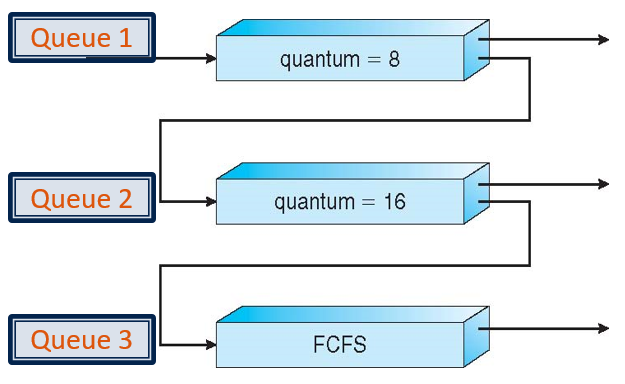 Queue 1
quantum = 8
Queue 2
quantum = 16
Queue 3
FCFS